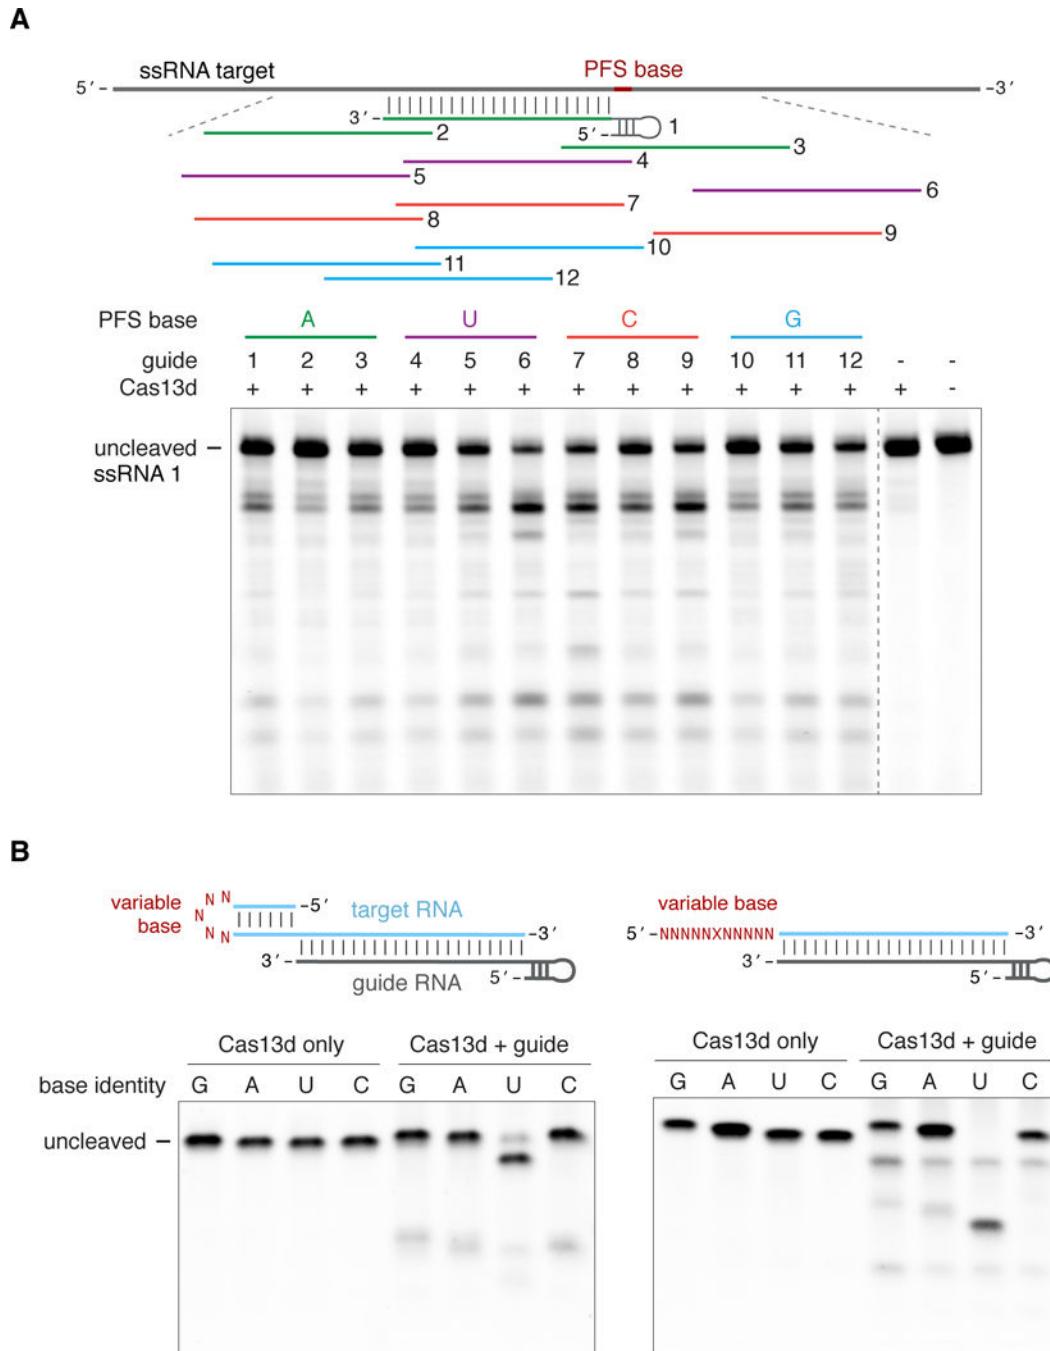 A
ssRNA target PFS base
5′ –3′
3′ –
5′ – 1
2
3
4
5
6
7
8
9
10
11
12
PFS base A U C G
guide 1 2 3 4 5 6 7 8 9 10 11 12 - -
Cas13d + + + + + + + + + + + + + -
uncleaved –
ssRNA 1
B
variable base
N N N N N
–5′
target RNA
–3′
3′ –
guide RNA
5′ –
variable base
5′ –NNNNNXNNNNN
–3′
3′ –
5′ –
Cas13d only Cas13d + guide
base identity G A U C G A U C
uncleaved –
Cas13d only Cas13d + guide
G A U C G A U C